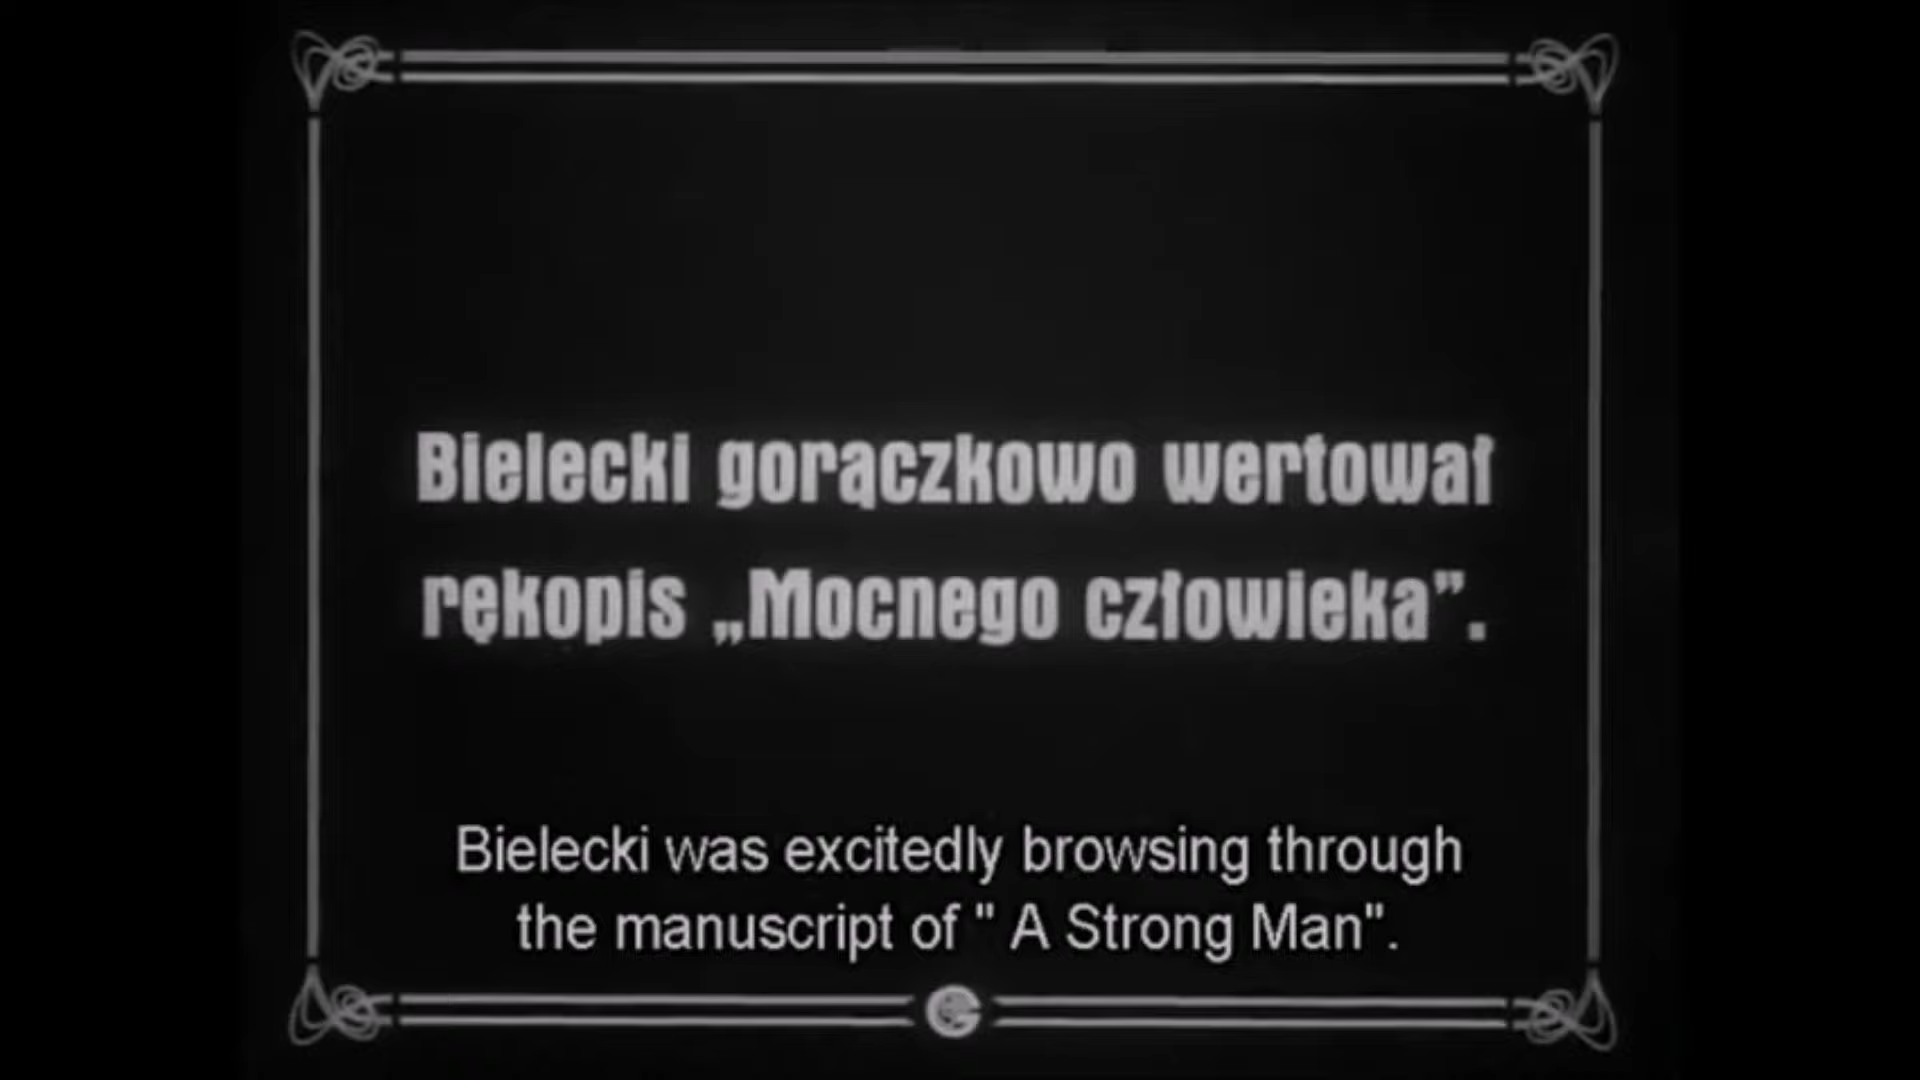 Bielecki gorączkowo wertował
rękopis „Mocnego człowieka”.
Bielecki was excitedly browsing through
the manuscript of " A Strong Man".